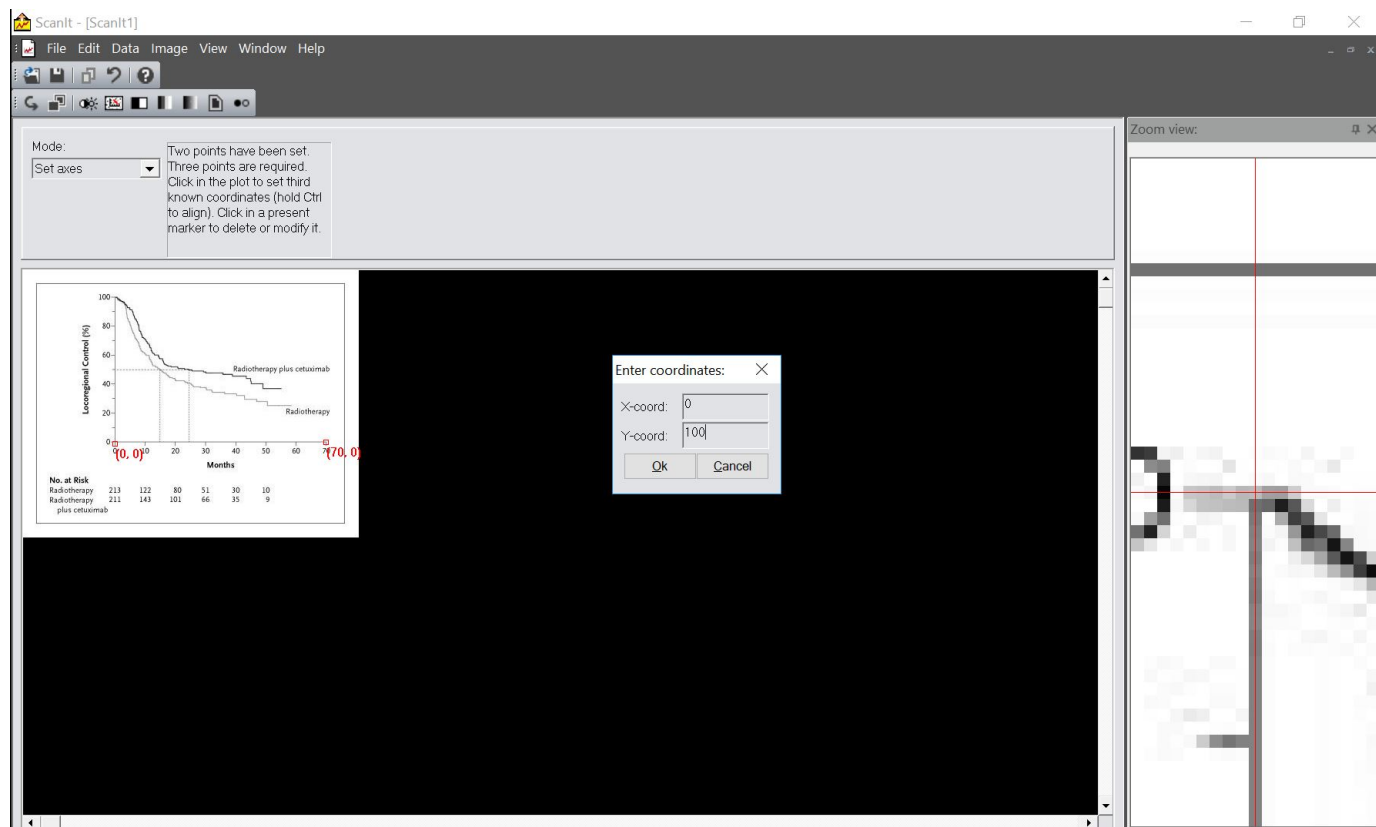 ScanIt - [ScanIt1]
File Edit Data Image View Window Help
Mode:
Set axes
Two points have been set.
Three points are required.
Click in the plot to set third
known coordinates (hold Ctrl
to align). Click in a present
marker to delete or modify it.
Zoom view:
Locoregional Control (%)
100
80
60
40
20
0
Radiotherapy plus cetuximab
Radiotherapy
(0, 0)
10 20 30 40 50 60
(70, 0)
Months
No. at Risk
Radiotherapy 213 122 80 51 30 10
Radiotherapy 211 143 101 66 35 9
plus cetuximab
Enter coordinates:
X-coord: 0
Y-coord: 100
Ok Cancel